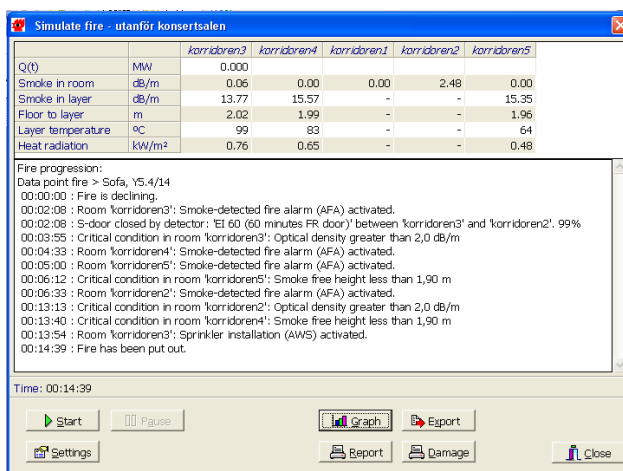 Simulate fire - utanför konsertsalen
korridoren3 korridoren4 korridoren1 korridoren2 korridoren5
Q(t) MW 0.000
Smoke in room dB/m 0.06 0.00 0.00 2.48 0.00
Smoke in layer dB/m 13.77 15.57 - - 15.35
Floor to layer m 2.02 1.99 - - 1.96
Layer temperature ºC 99 83 - - 64
Heat radiation kW/m² 0.76 0.65 - - 0.48
Fire progression:
Data point fire > Sofa, Y5.4/14
00:00:00 : Fire is declining.
00:02:08 : Room 'korridoren3': Smoke-detected fire alarm (AFA) activated.
00:02:08 : S-door closed by detector: 'EI 60 (60 minutes FR door)' between 'korridoren3' and 'korridoren2'. 99%
00:03:55 : Critical condition in room 'korridoren3': Optical density greater than 2,0 dB/m
00:04:33 : Room 'korridoren4': Smoke-detected fire alarm (AFA) activated.
00:05:00 : Room 'korridoren5': Smoke-detected fire alarm (AFA) activated.
00:06:12 : Critical condition in room 'korridoren5': Smoke free height less than 1,90 m
00:06:33 : Room 'korridoren2': Smoke-detected fire alarm (AFA) activated.
00:13:13 : Critical condition in room 'korridoren2': Optical density greater than 2,0 dB/m
00:13:40 : Critical condition in room 'korridoren4': Smoke free height less than 1,90 m
00:13:54 : Room 'korridoren3': Sprinkler installation (AWS) activated.
00:14:39 : Fire has been put out.
Time: 00:14:39
Start Pause Graph Export
Settings Report Damage Close